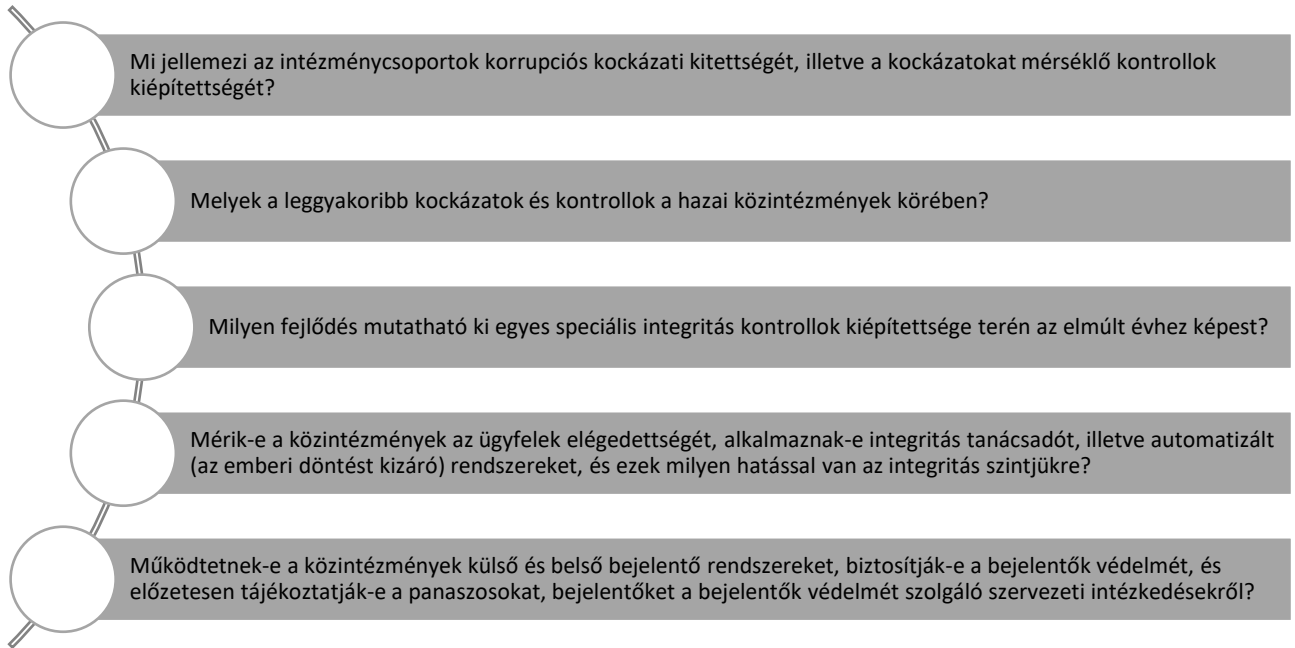 Mi jellemezi az intézménycsoportok korrupciós kockázati kitettségét, illetve a kockázatokat mérséklő kontrollok
kiépítettségét?
Melyek a leggyakoribb kockázatok és kontrollok a hazai közintézmények körében?
Milyen fejlődés mutatható ki egyes speciális integritás kontrollok kiépítettsége terén az elmúlt évhez képest?
Mérik-e a közintézmények az ügyfelek elégedettségét, alkalmaznak-e integritás tanácsadót, illetve automatizált
(az emberi döntést kizáró) rendszereket, és ezek milyen hatással van az integritás szintjükre?
Működtetnek-e a közintézmények külső és belső bejelentő rendszereket, biztosítják-e a bejelentők védelmét, és
előzetesen tájékoztatják-e a panaszosokat, bejelentőket a bejelentők védelmét szolgáló szervezeti intézkedésekről?